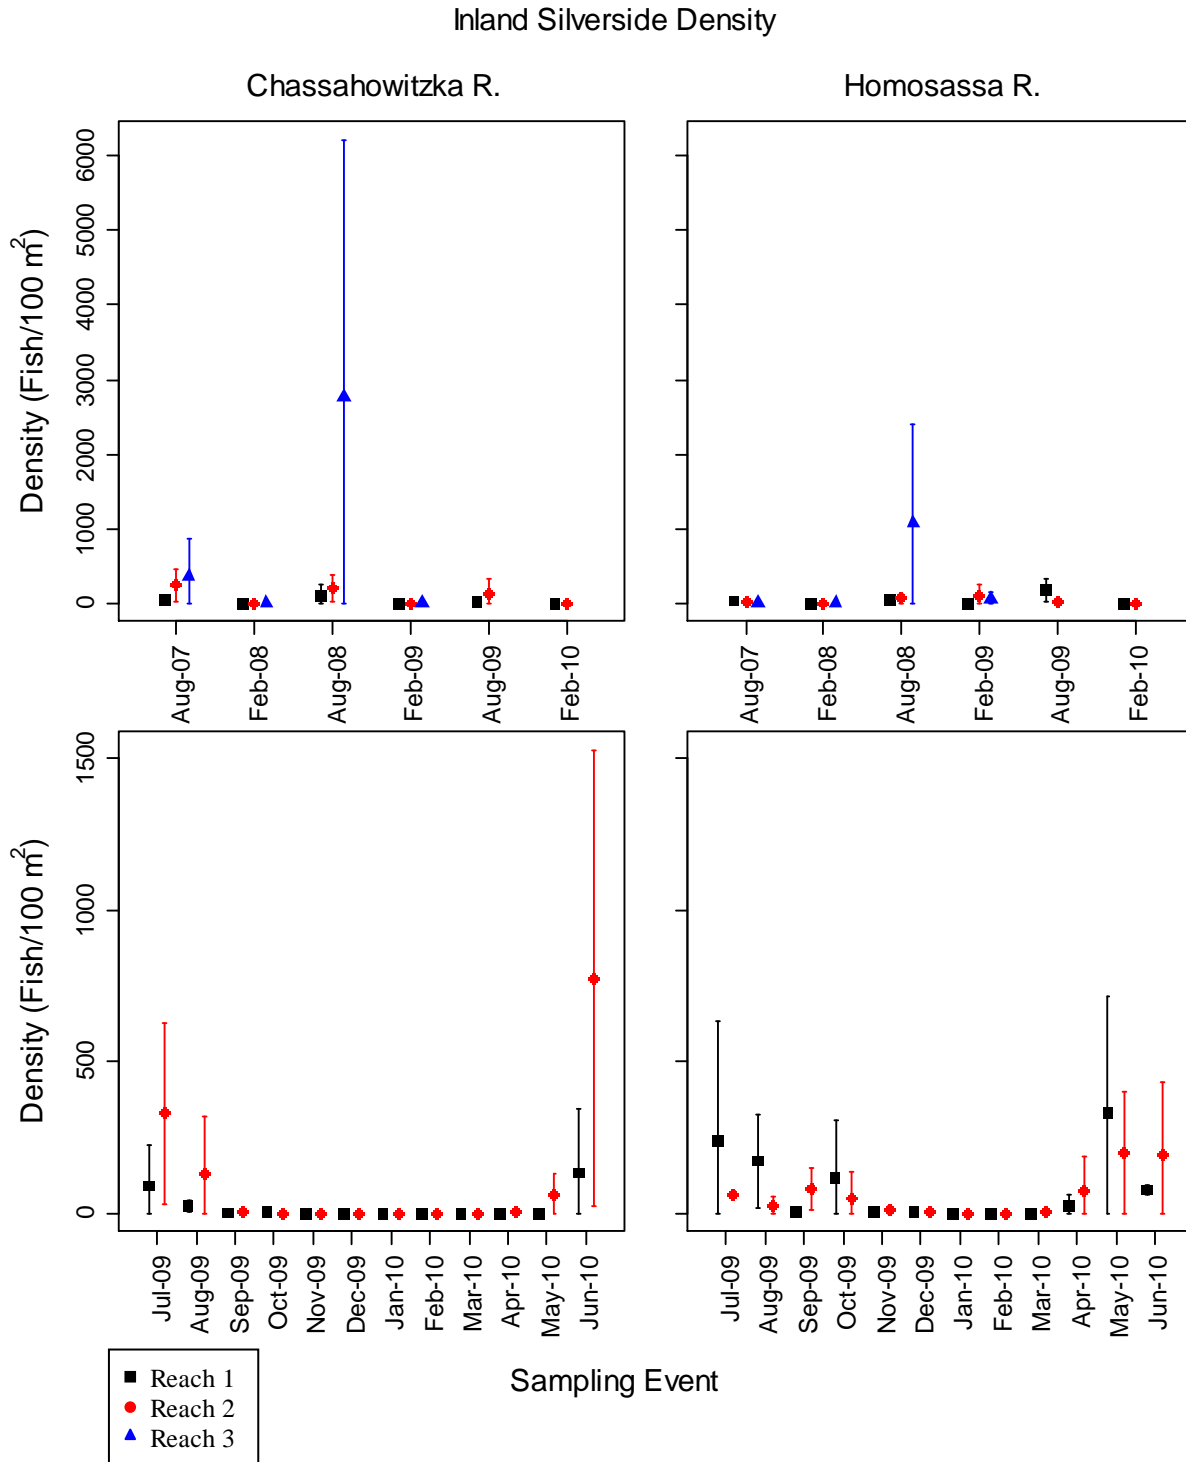 Inland Silverside Density
Chassahowitzka R.
Homosassa R.
Density (Fish/100 m²)
6000
5000
4000
3000
2000
1000
0
Aug-07
Feb-08
Aug-08
Feb-09
Aug-09
Feb-10
Aug-07
Feb-08
Aug-08
Feb-09
Aug-09
Feb-10
Density (Fish/100 m²)
1500
1000
500
0
Jul-09
Aug-09
Sep-09
Oct-09
Nov-09
Dec-09
Jan-10
Feb-10
Mar-10
Apr-10
May-10
Jun-10
Jul-09
Aug-09
Sep-09
Oct-09
Nov-09
Dec-09
Jan-10
Feb-10
Mar-10
Apr-10
May-10
Jun-10
Sampling Event
Reach 1
Reach 2
Reach 3